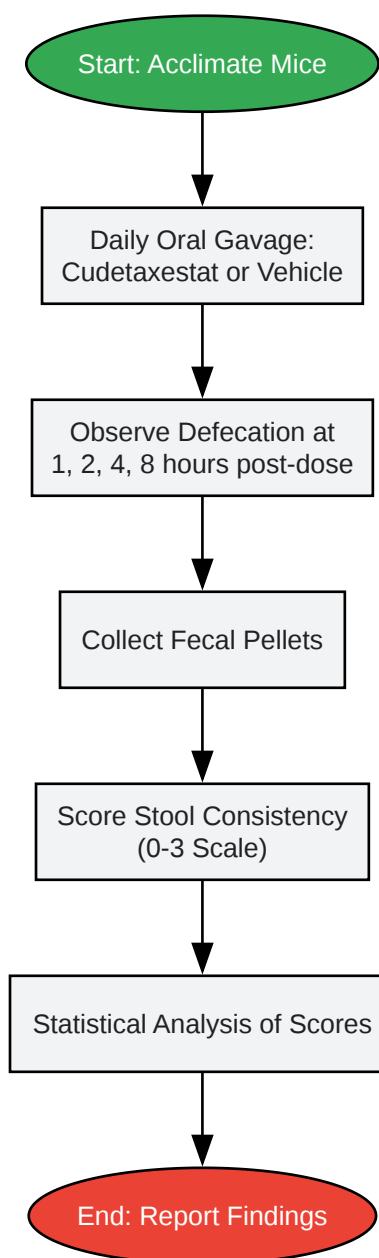 Start: Acclimate Mice
Daily Oral Gavage:
Cudetaxestat or Vehicle
Observe Defecation at
1, 2, 4, 8 hours post-dose
Collect Fecal Pellets
Score Stool Consistency
(0-3 Scale)
Statistical Analysis of Scores
End: Report Findings